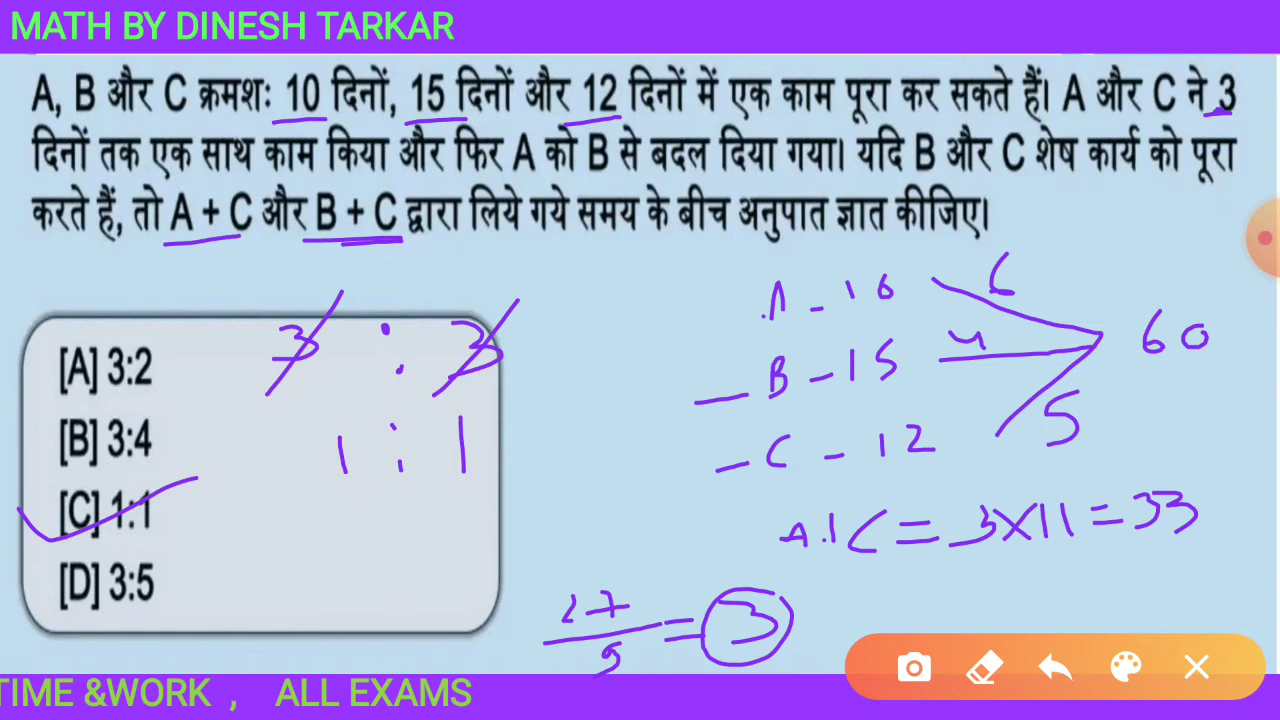 MATH BY DINESH TARKAR
A, B और C क्रमशः 10 दिनों, 15 दिनों और 12 दिनों में एक काम पूरा कर सकते हैं। A और C ने 3
दिनों तक एक साथ काम किया और फिर A को B से बदल दिया गया। यदि B और C शेष कार्य को पूरा
करते हैं, तो A + C और B + C द्वारा लिये गये समय के बीच अनुपात ज्ञात कीजिए।
[A] 3:2
[B] 3:4
[C] 1:1
[D] 3:5
3 : 3
1 : 1
A - 10 6
B - 15 4 60
C - 12 5
A+C = 3×11 = 33
27/9 = 3
TIME &WORK , ALL EXAMS